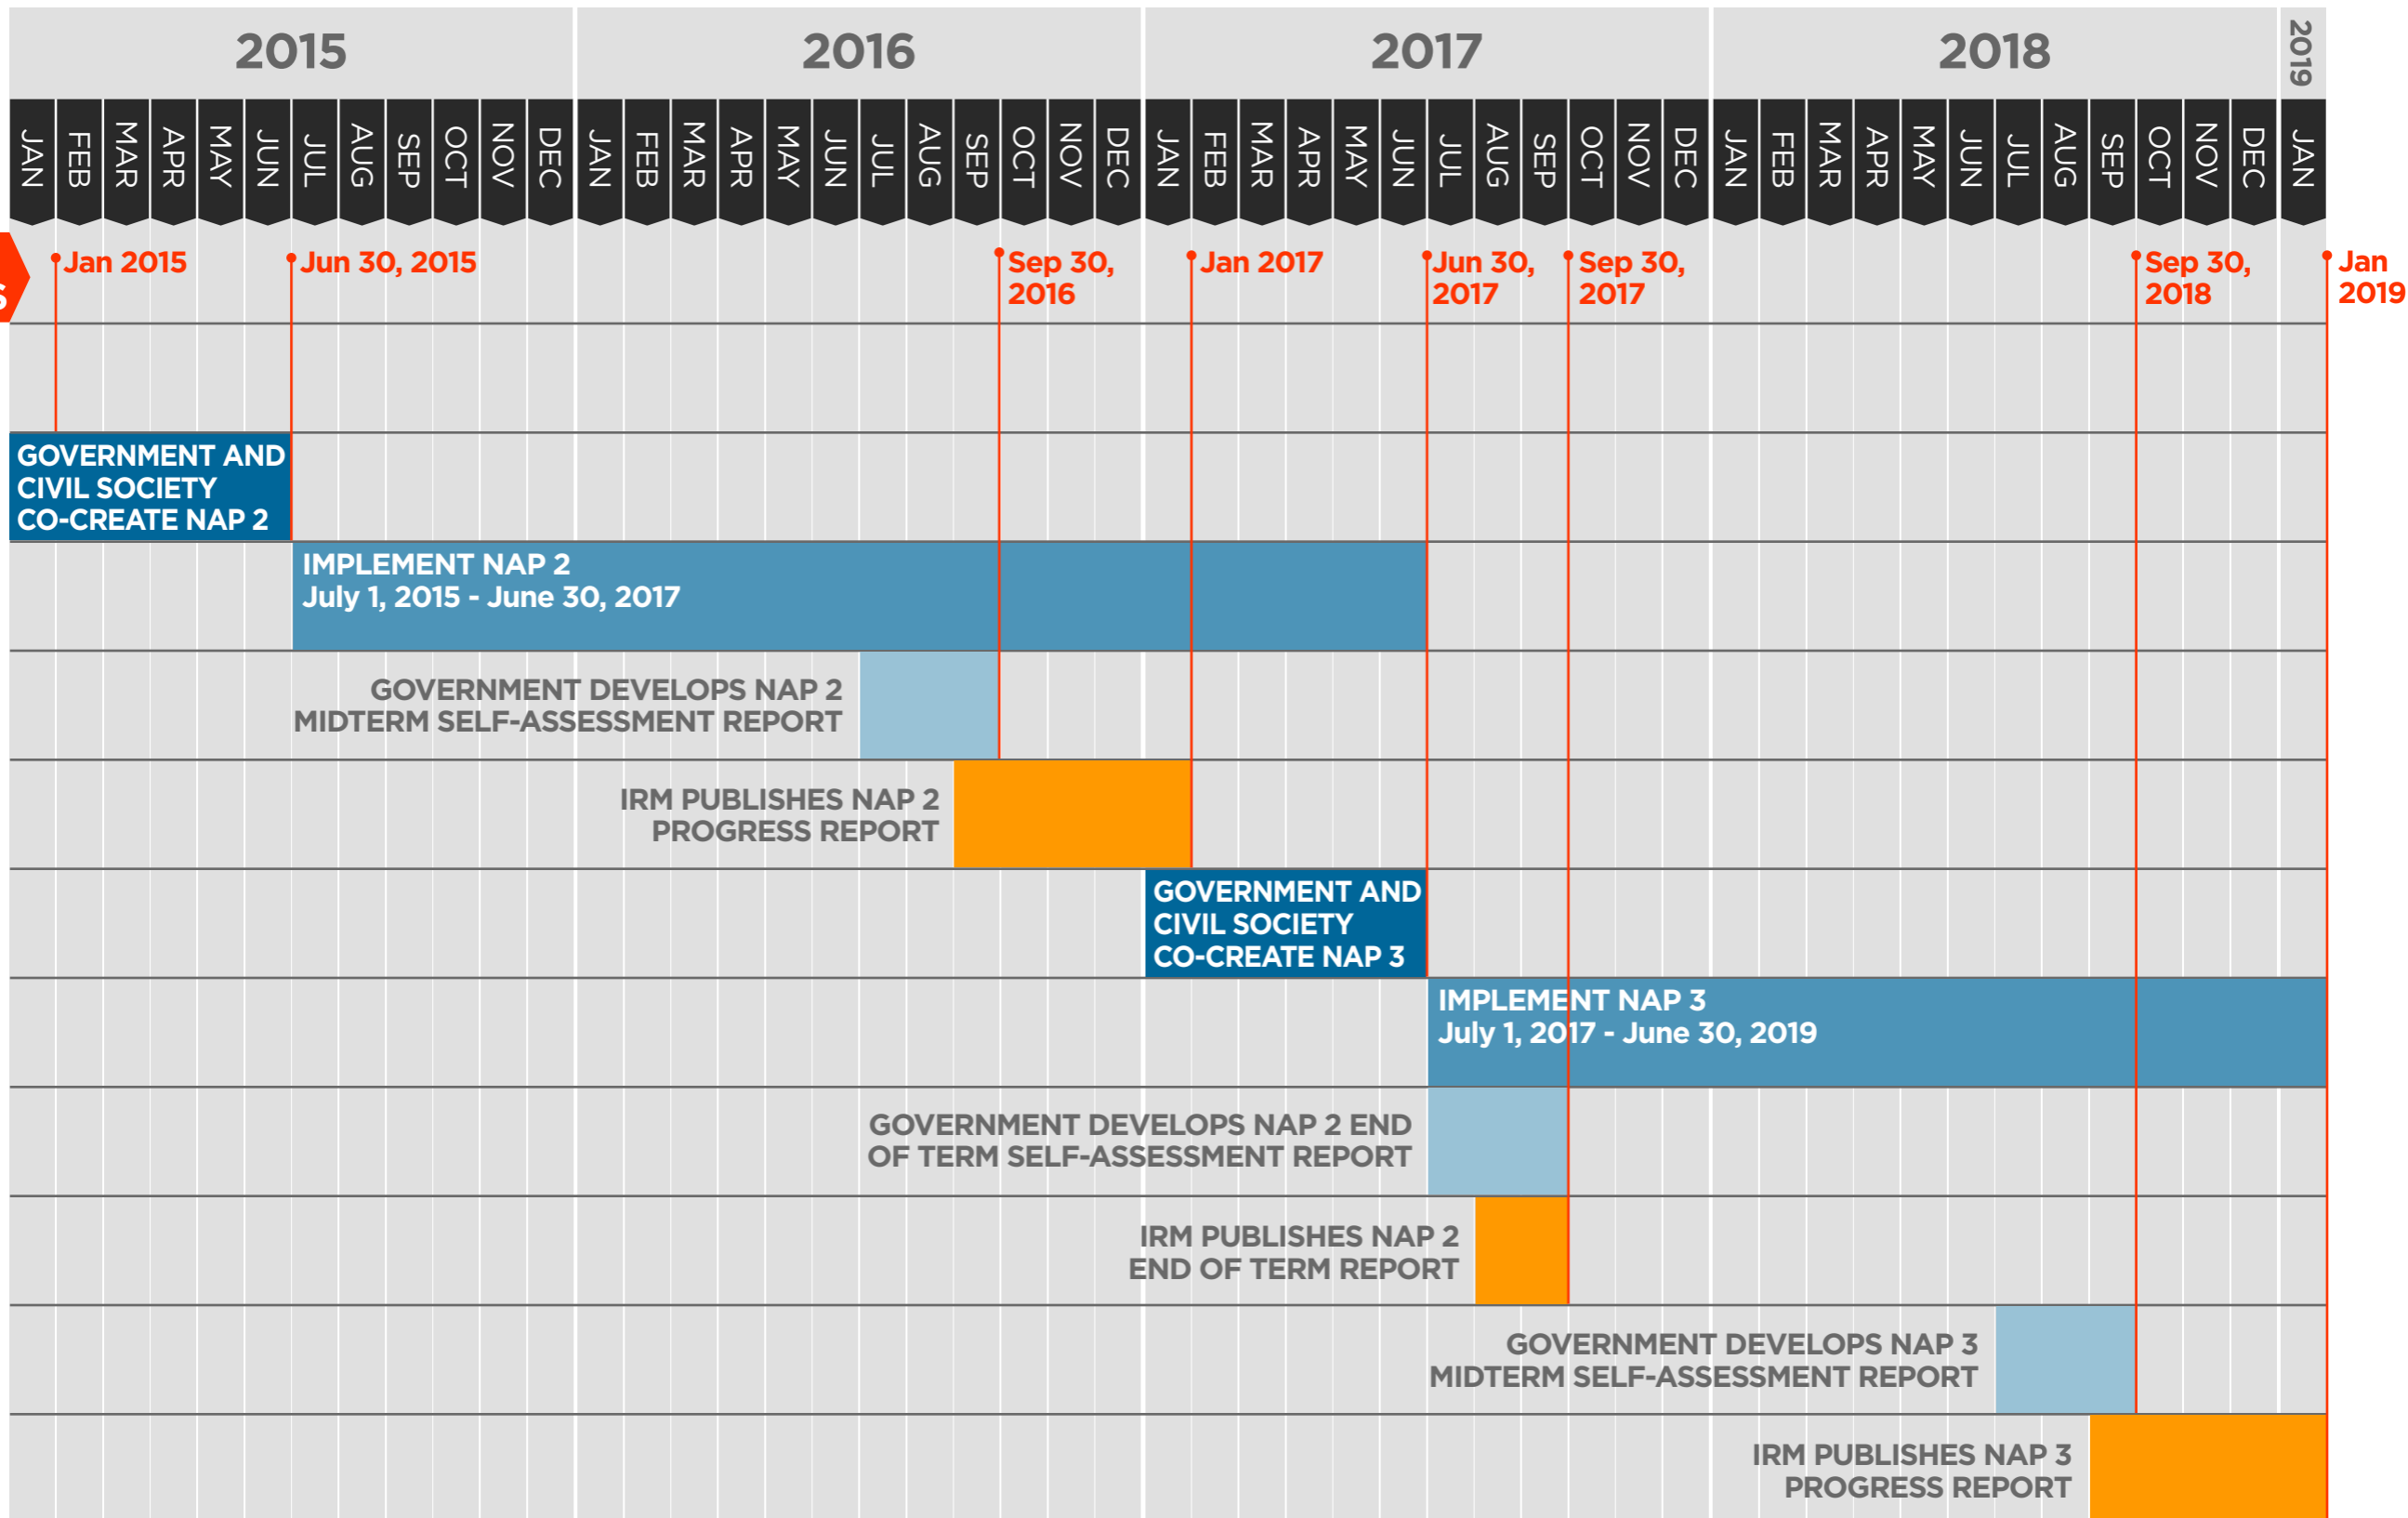 2015
2016
2017
2018
2019
JAN FEB MAR APR MAY JUN JUL AUG SEP OCT NOV DEC JAN FEB MAR APR MAY JUN JUL AUG SEP OCT NOV DEC JAN FEB MAR APR MAY JUN JUL AUG SEP OCT NOV DEC JAN FEB MAR APR MAY JUN JUL AUG SEP OCT NOV DEC JAN
S
Jan 2015
Jun 30, 2015
Sep 30,
2016
Jan 2017
Jun 30,
2017
Sep 30,
2017
Sep 30,
2018
Jan
2019
GOVERNMENT AND
CIVIL SOCIETY
CO-CREATE NAP 2
IMPLEMENT NAP 2
July 1, 2015 - June 30, 2017
GOVERNMENT DEVELOPS NAP 2
MIDTERM SELF-ASSESSMENT REPORT
IRM PUBLISHES NAP 2
PROGRESS REPORT
GOVERNMENT AND
CIVIL SOCIETY
CO-CREATE NAP 3
IMPLEMENT NAP 3
July 1, 2017 - June 30, 2019
GOVERNMENT DEVELOPS NAP 2 END
OF TERM SELF-ASSESSMENT REPORT
IRM PUBLISHES NAP 2
END OF TERM REPORT
GOVERNMENT DEVELOPS NAP 3
MIDTERM SELF-ASSESSMENT REPORT
IRM PUBLISHES NAP 3
PROGRESS REPORT